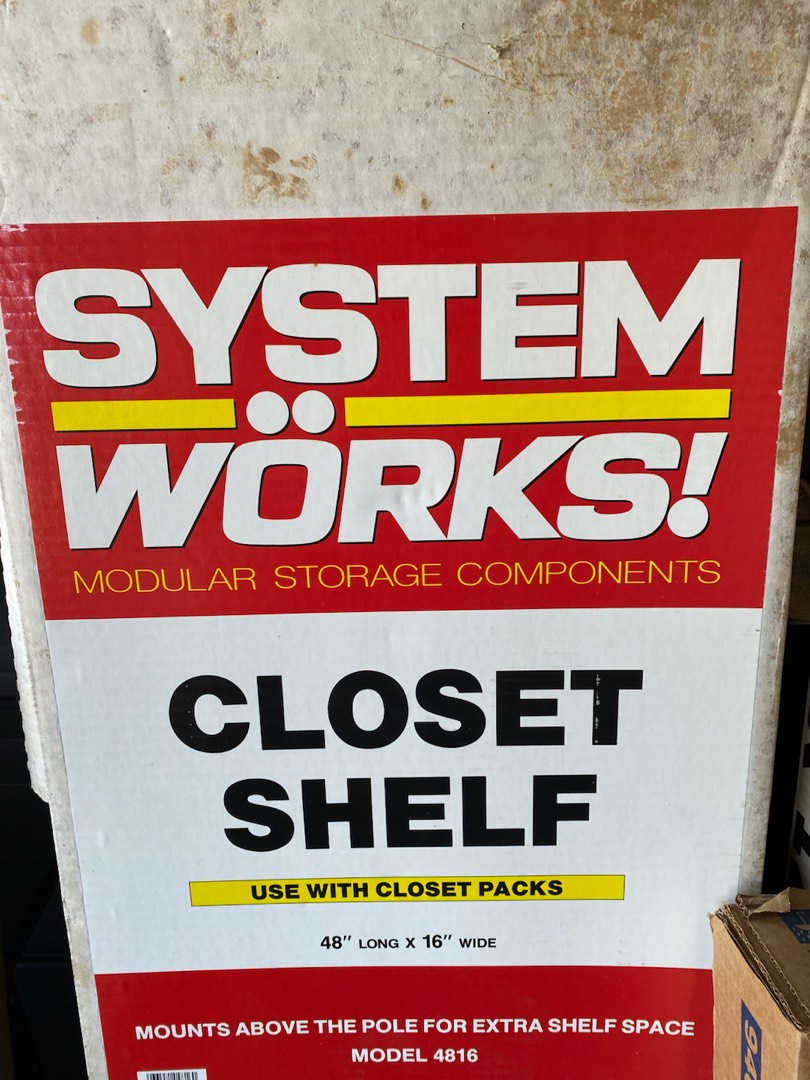 SYSTEM
WÖRKS!
MODULAR STORAGE COMPONENTS
CLOSET
SHELF
USE WITH CLOSET PACKS
48" LONG X 16" WIDE
MOUNTS ABOVE THE POLE FOR EXTRA SHELF SPACE
MODEL 4816